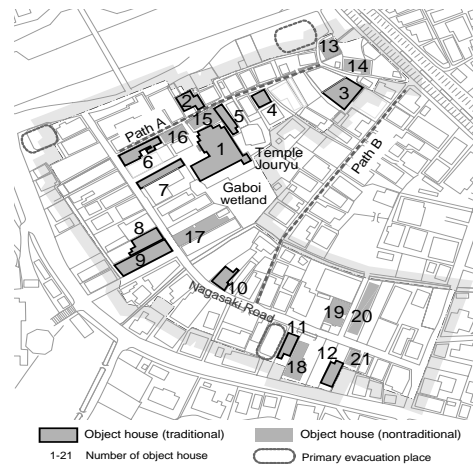 13
14
2
3
4
15
5
Path A
16
1
6
Temple
Jouryu
Path B
7
Gaboi
wetland
8
17
9
10
Nagasaki Road
19
20
11
12
21
18
Object house (traditional)
Object house (nontraditional)
1-21 Number of object house
Primary evacuation place